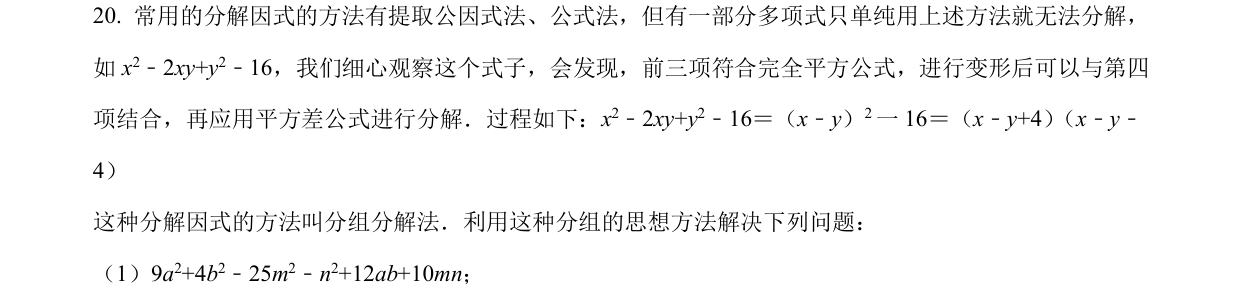 20. 常用的分解因式的方法有提取公因式法、公式法，但有一部分多项式只单纯用上述方法就无法分解，
如 x²﹣2xy+y²﹣16，我们细心观察这个式子，会发现，前三项符合完全平方公式，进行变形后可以与第四
项结合，再应用平方差公式进行分解．过程如下：x²﹣2xy+y²﹣16＝（x﹣y）²一 16＝（x﹣y+4）（x﹣y﹣
4）
这种分解因式的方法叫分组分解法．利用这种分组的思想方法解决下列问题：
（1）9a²+4b²﹣25m²﹣n²+12ab+10mn；